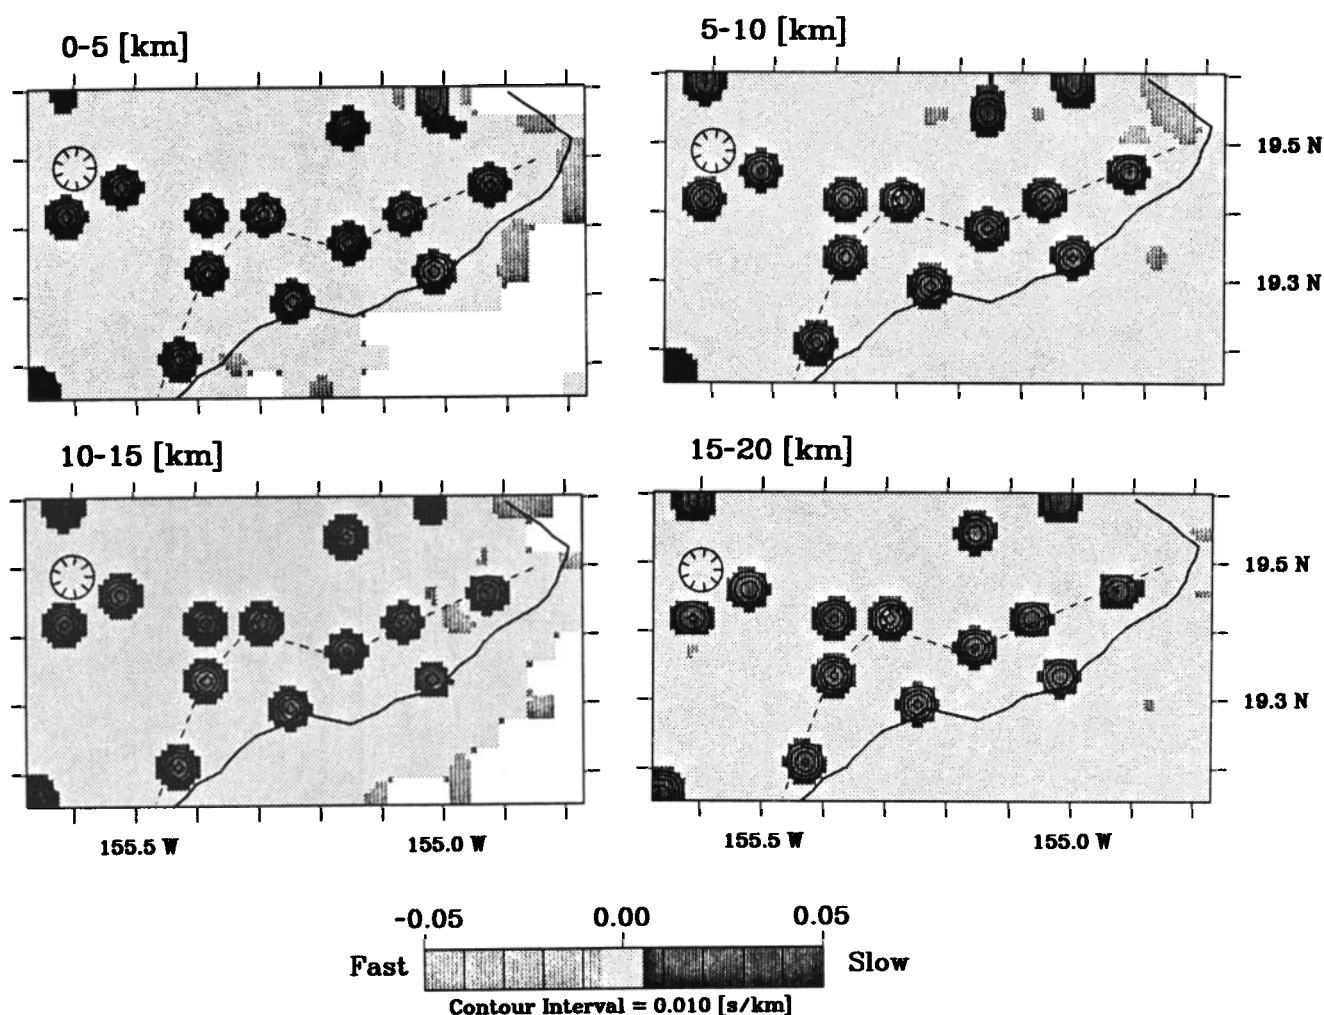 0-5 [km]
5-10 [km]
19.5 N
19.3 N
10-15 [km]
15-20 [km]
19.5 N
19.3 N
155.5 W
155.0 W
155.5 W
155.0 W
-0.05
0.00
0.05
Fast
Slow
Contour Interval = 0.010 [s/km]